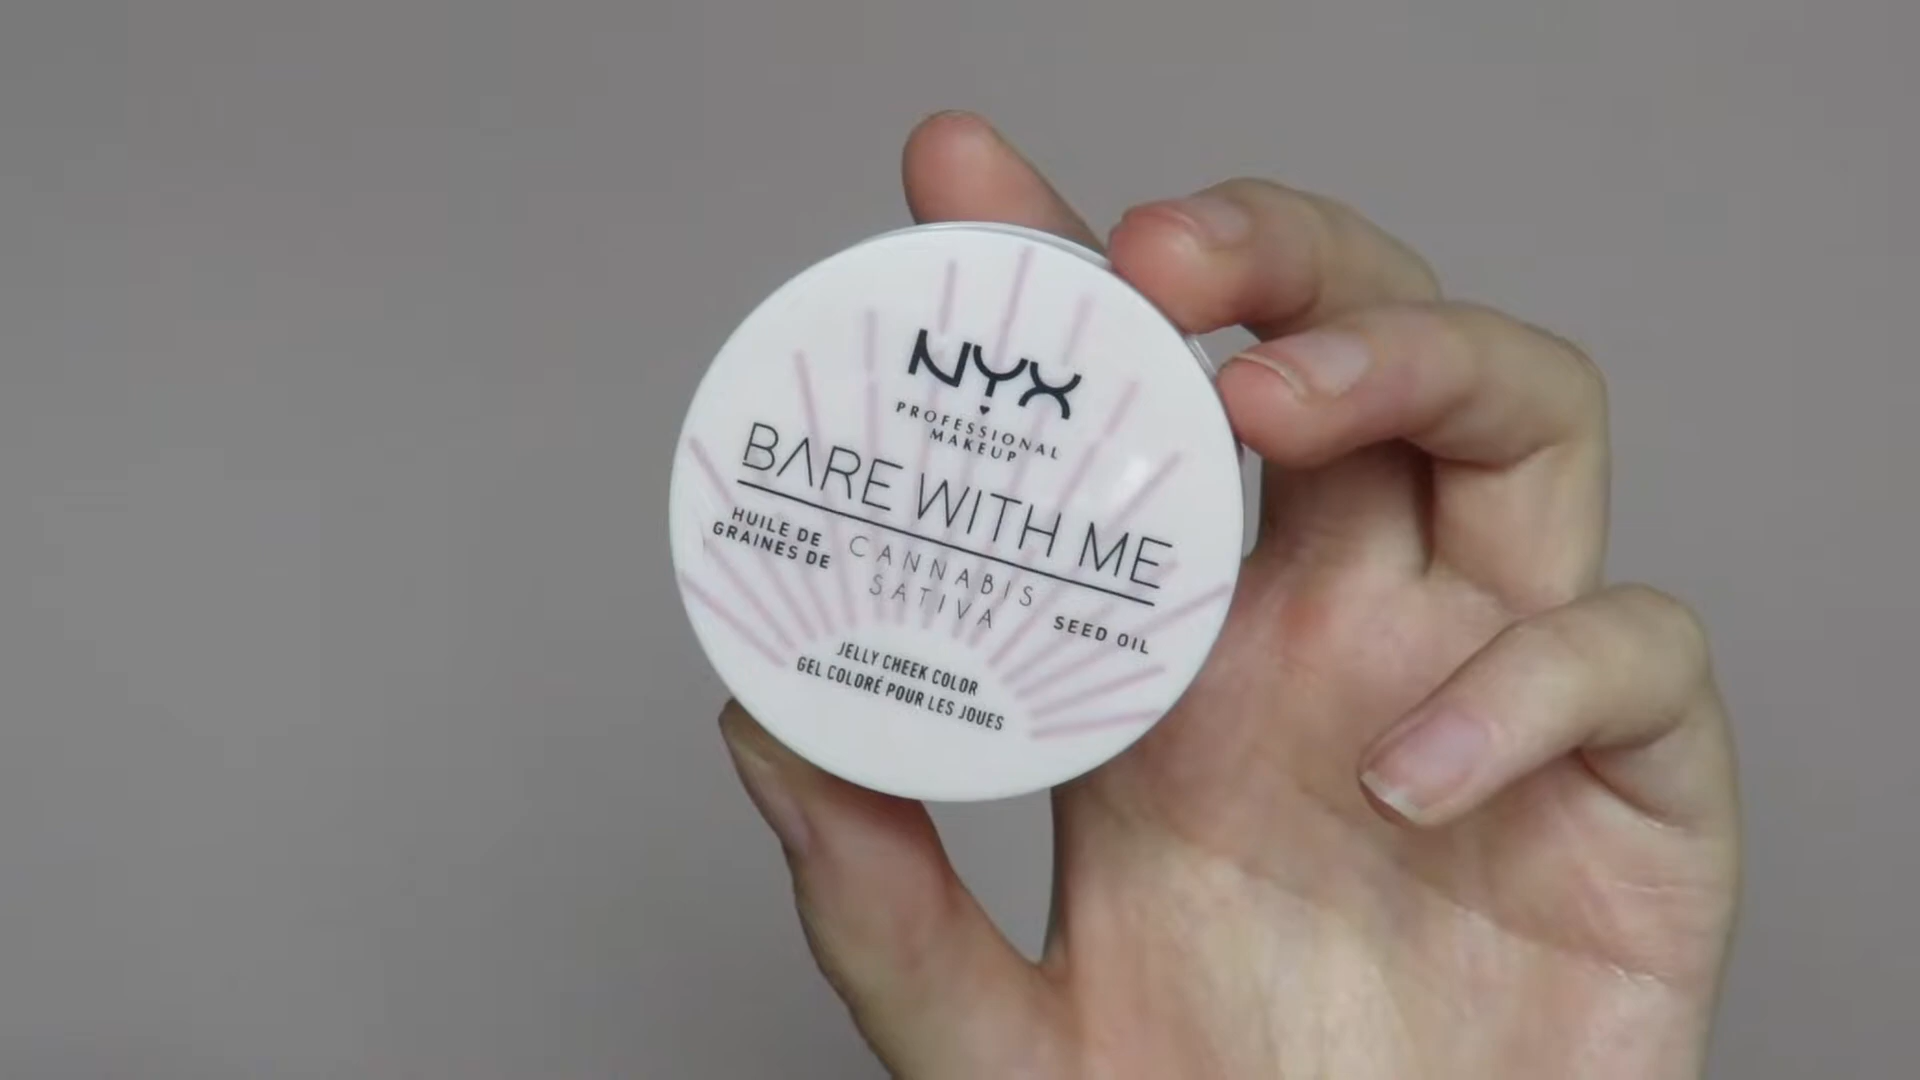 NYX
PROFESSIONAL
MAKEUP
BARE WITH ME
HUILE DE
GRAINES DE
CANNABIS
SATIVA
SEED OIL
JELLY CHEEK COLOR
GEL COLORÉ POUR LES JOUES